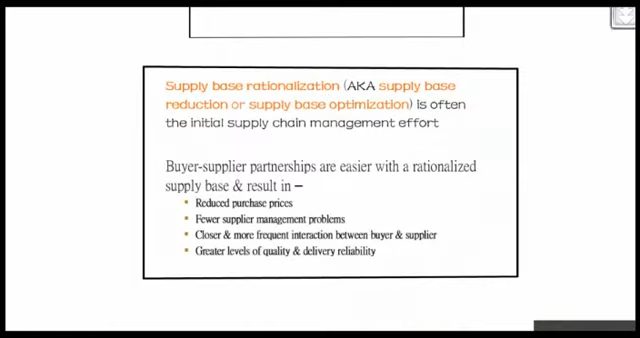 Supply base rationalization (AKA supply base
reduction or supply base optimization) is often
the initial supply chain management effort
Buyer-supplier partnerships are easier with a rationalized
supply base & result in –
Reduced purchase prices
Fewer supplier management problems
Closer & more frequent interaction between buyer & supplier
Greater levels of quality & delivery reliability